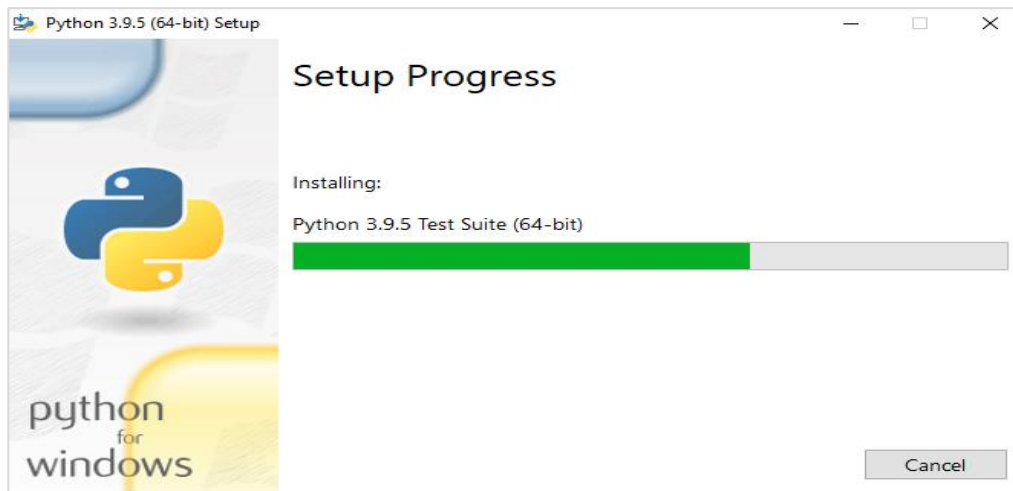 Python 3.9.5 (64-bit) Setup
Setup Progress
Installing:
Python 3.9.5 Test Suite (64-bit)
python
for
windows
Cancel